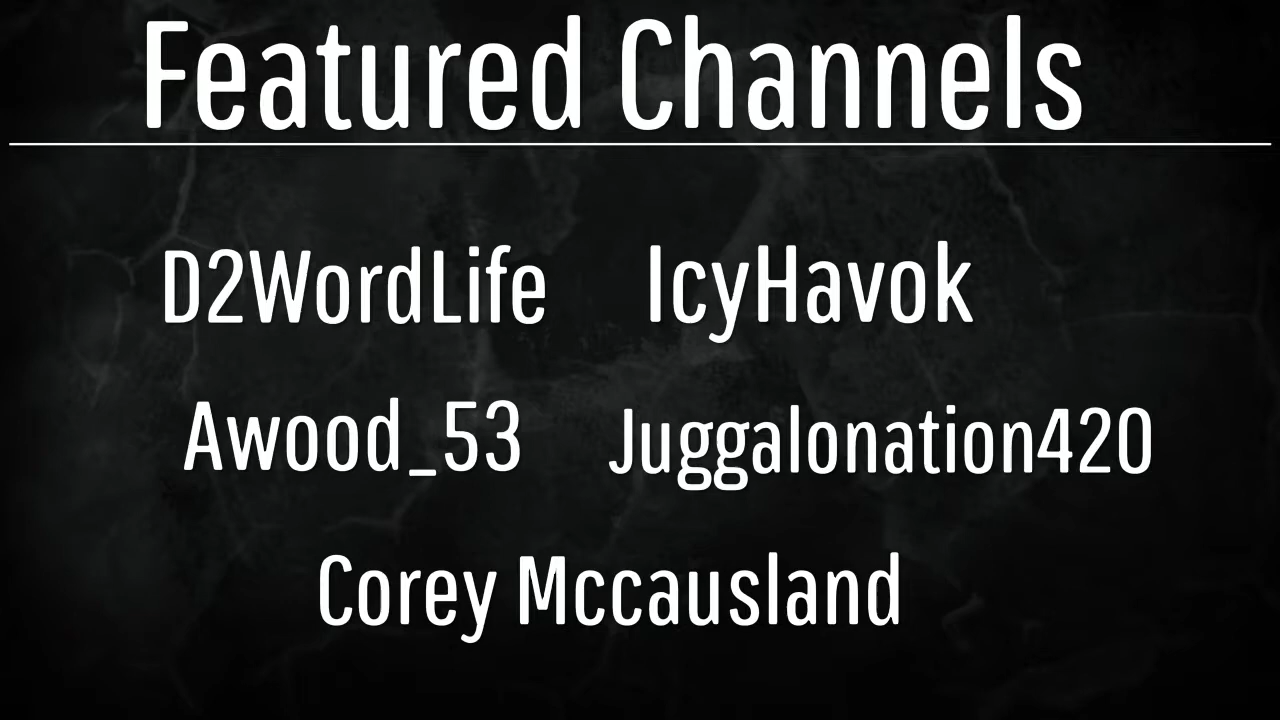 Featured Channels
D2WordLife IcyHavok
Awood_53 Juggalonation420
Corey Mccausland